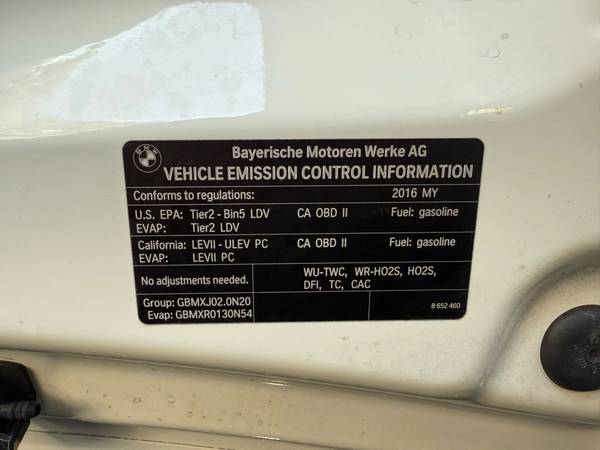 BMW
Bayerische Motoren Werke AG
VEHICLE EMISSION CONTROL INFORMATION
Conforms to regulations: 2016 MY
U.S. EPA: Tier2 - Bin5 LDV CA OBD II Fuel: gasoline
EVAP: Tier2 LDV
California: LEVII - ULEV PC CA OBD II Fuel: gasoline
EVAP: LEVII PC
No adjustments needed.
WU-TWC, WR-HO2S, HO2S,
DFI, TC, CAC
Group: GBMXJ02.0N20
Evap: GBMXR0130N54
8 652 460